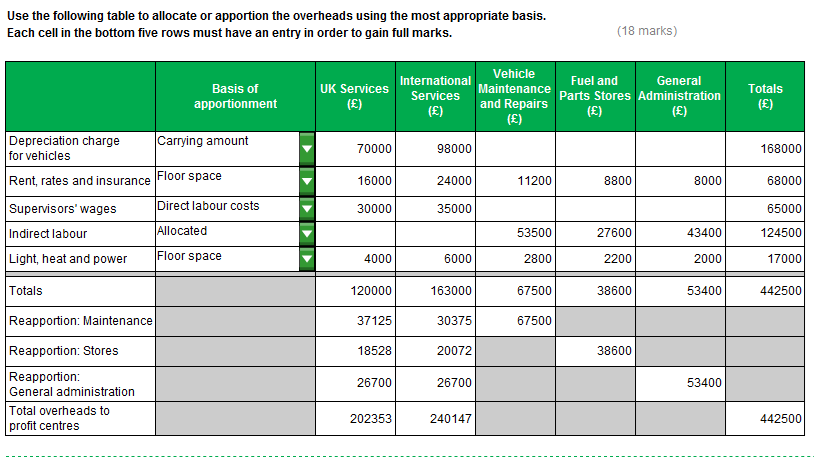 Use the following table to allocate or apportion the overheads using the most appropriate basis.
Each cell in the bottom five rows must have an entry in order to gain full marks.
(18 marks)
Basis of apportionment UK Services (£) International Services (£) Vehicle Maintenance and Repairs (£) Fuel and Parts Stores (£) General Administration (£) Totals (£)
Depreciation charge for vehicles Carrying amount 70000 98000 168000
Rent, rates and insurance Floor space 16000 24000 11200 8800 8000 68000
Supervisors' wages Direct labour costs 30000 35000 65000
Indirect labour Allocated 53500 27600 43400 124500
Light, heat and power Floor space 4000 6000 2800 2200 2000 17000
Totals 120000 163000 67500 38600 53400 442500
Reapportion: Maintenance 37125 30375 67500
Reapportion: Stores 18528 20072 38600
Reapportion: General administration 26700 26700 53400
Total overheads to profit centres 202353 240147 442500